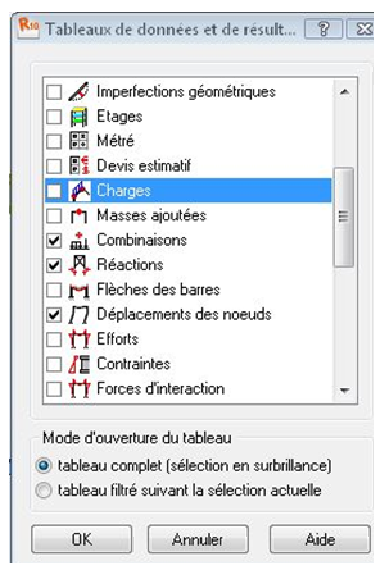 R10 Tableaux de données et de résult...
Imperfections géométriques
Etages
Métré
Devis estimatif
Charges
Masses ajoutées
Combinaisons
Réactions
Flèches des barres
Déplacements des noeuds
Efforts
Contraintes
Forces d'interaction
Mode d'ouverture du tableau
tableau complet (sélection en surbrillance)
tableau filtré suivant la sélection actuelle
OK Annuler Aide